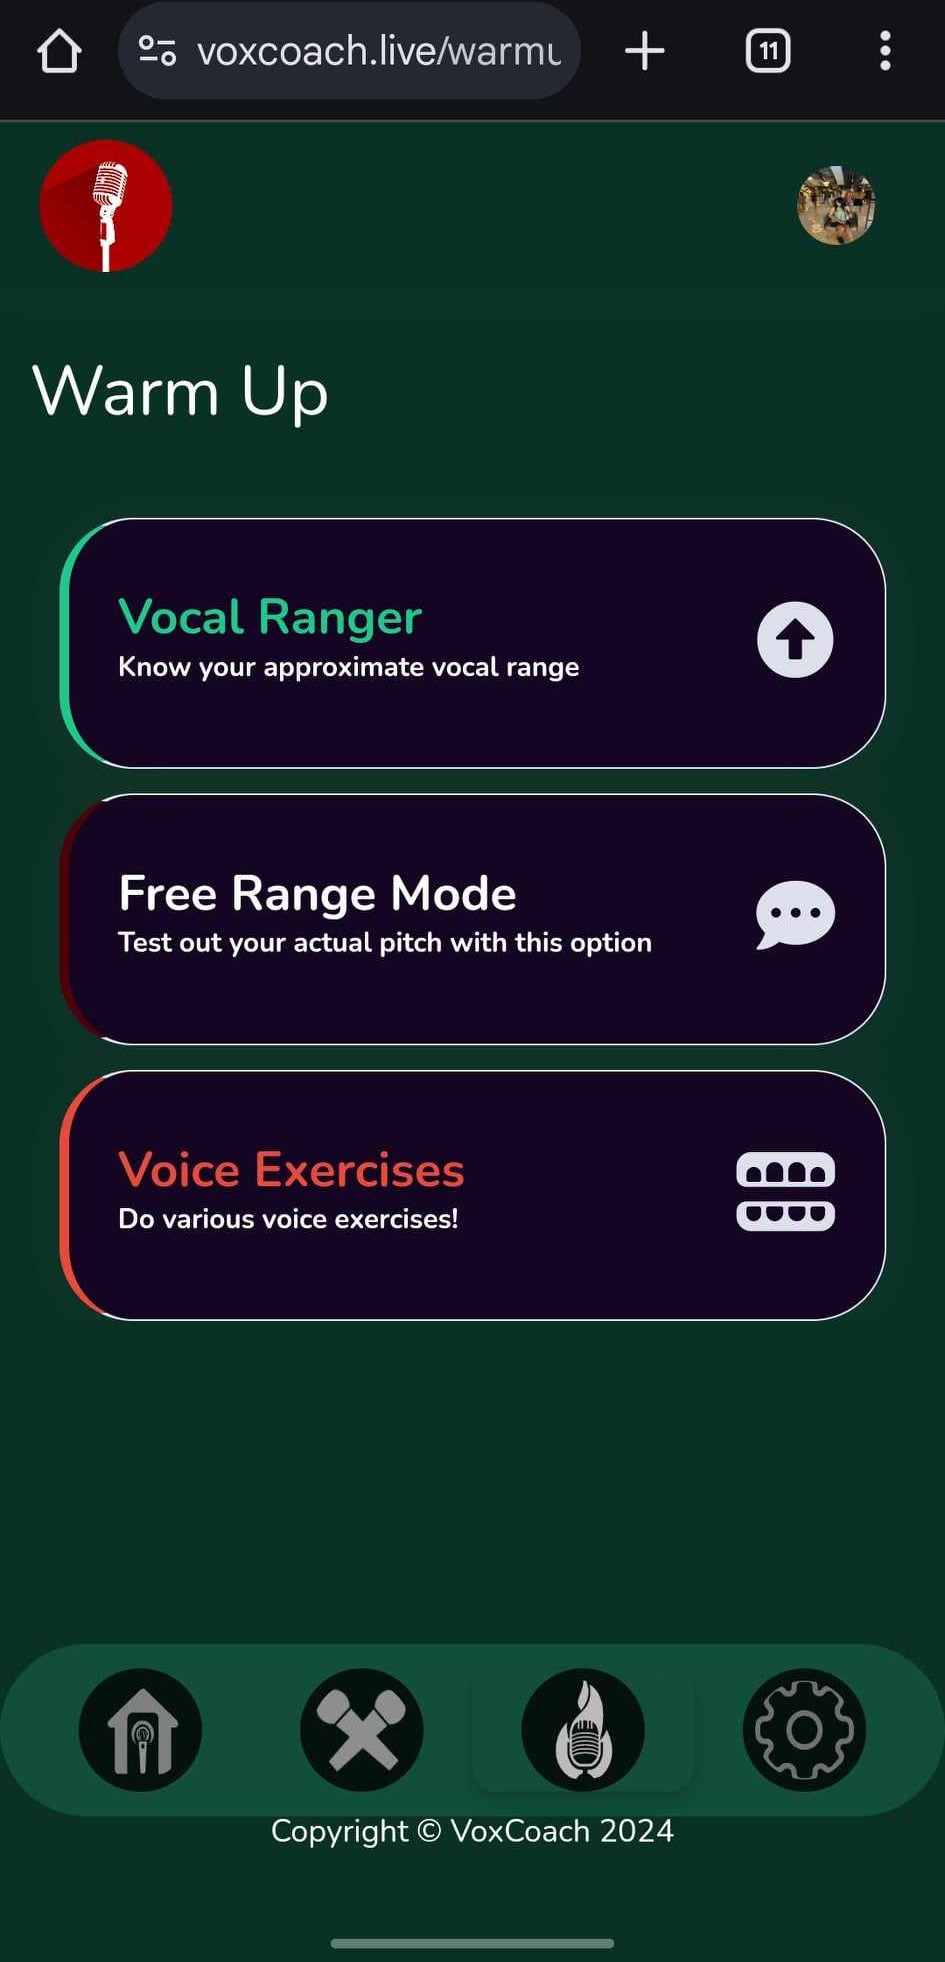 voxcoach.live/warmu
11
Warm Up
Vocal Ranger
Know your approximate vocal range
Free Range Mode
Test out your actual pitch with this option
Voice Exercises
Do various voice exercises!
Copyright © VoxCoach 2024